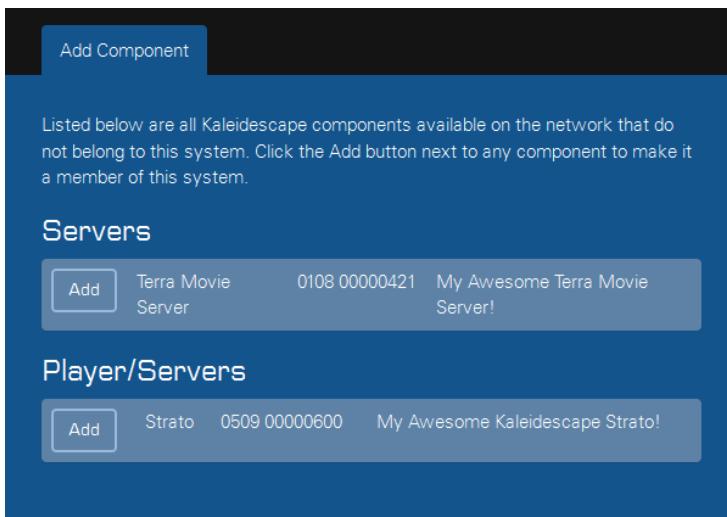 Add Component
Listed below are all Kaleidescape components available on the network that do
not belong to this system. Click the Add button next to any component to make it
a member of this system.
Servers
Add Terra Movie Server 0108 00000421 My Awesome Terra Movie Server!
Player/Servers
Add Strato 0509 00000600 My Awesome Kaleidescape Strato!